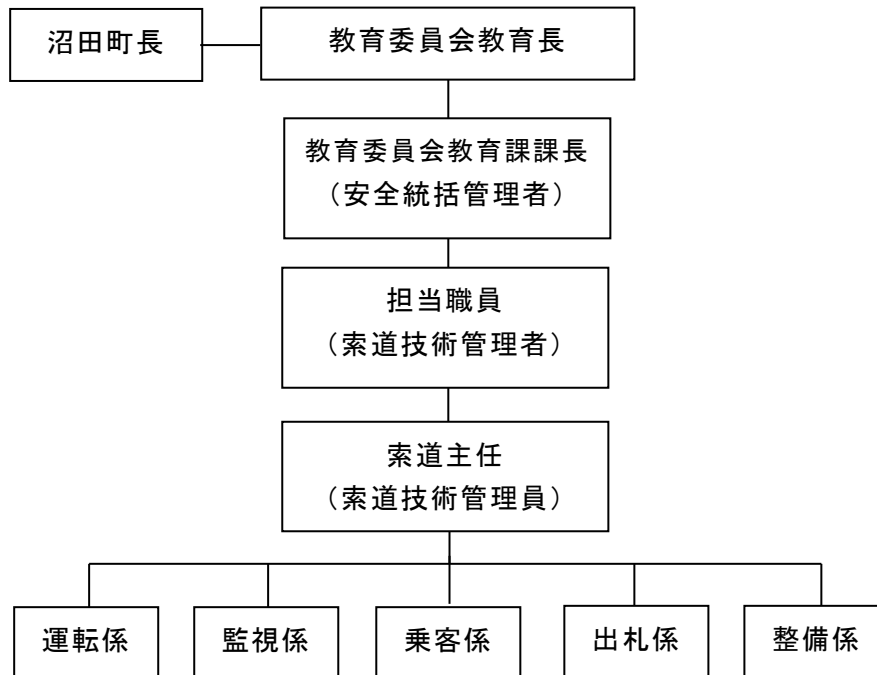 沼田町長
教育委員会教育長
教育委員会教育課課長
（安全統括管理者）
担当職員
（索道技術管理者）
索道主任
（索道技術管理員）
運転係
監視係
乗客係
出札係
整備係